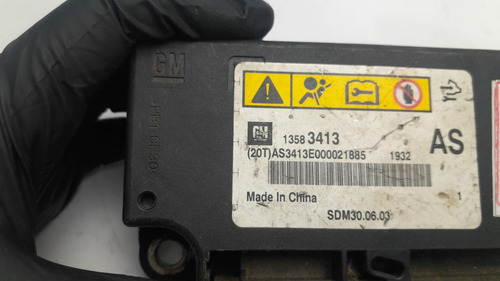 GM
GM
1358 3413
AS
(20T)AS3413E000021885 1932
Made In China
1
SDM30.06.03